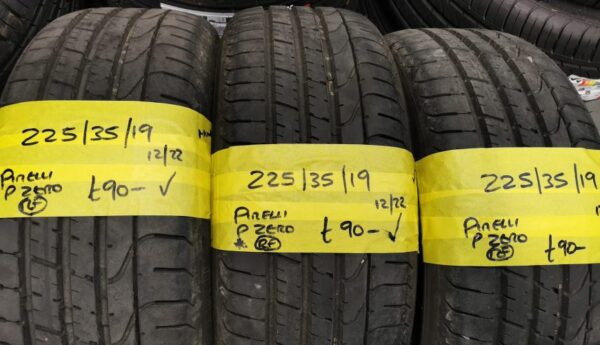 225/35/19
12/22
PIRELLI
P ZERO
RF
£90-
✓
225/35/19
12/22
PIRELLI
* P ZERO
RF
£90-
✓
225/35/19
PIRELLI
P ZERO
RF
£90-